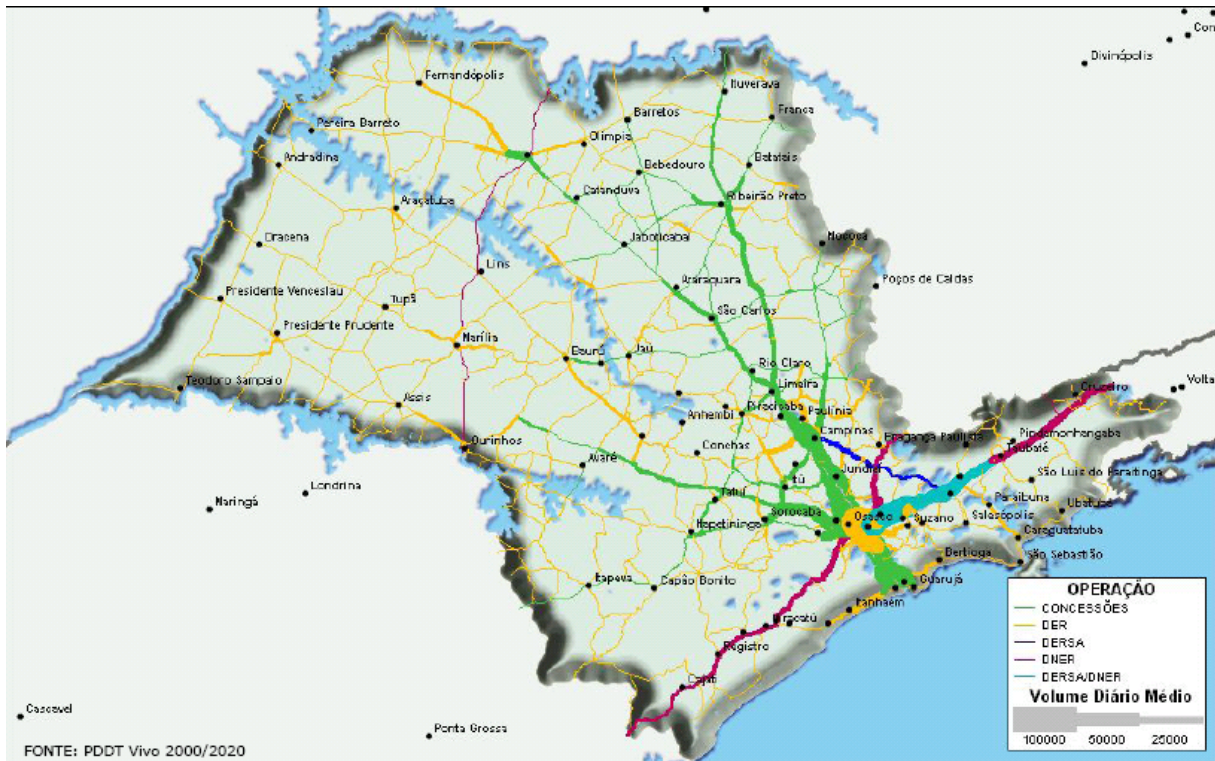 Con
Divinópolis
Fernandópolis
Ituverava
Barretos
Franca
Pereira Barreto
Olímpia
Andradina
Bebedouro
Batatais
Catanduva
Ribeirão Preto
Araçatuba
Dracena
Jaboticabal
Mococa
Lins
Araraquara
Poços de Caldas
Presidente Venceslau
Tupã
São Carlos
Presidente Prudente
Marília
Bauru
Jaú
Rio Claro
Teodoro Sampaio
Limeira
Cruzeiro
Volta
Assis
Anhembi
Piracicaba
Paulínia
Campinas
Bragança Paulista
Pindamonhangaba
Ourinhos
Conchas
Taubaté
Avaré
Jundiaí
São Luis do Paraitinga
Londrina
Itú
Maringá
Tatuí
Paraibuna
Ubatuba
Sorocaba
Osasco
Suzano
Salesópolis
Itapetininga
Caraguatatuba
Bertioga
São Sebastião
Itapeva
Capão Bonito
Guarujá
Itanhaém
Miracatú
Registro
Cajati
Cascavel
Ponta Grossa
FONTE: PDDT Vivo 2000/2020
OPERAÇÃO
CONCESSÕES
DER
DERSA
DNER
DERSA/DNER
Volume Diário Médio
100000 50000 25000